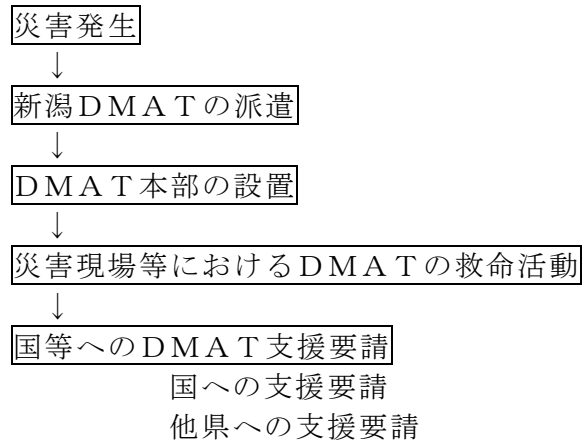 災害発生
↓
新潟ＤＭＡＴの派遣
↓
ＤＭＡＴ本部の設置
↓
災害現場等におけるＤＭＡＴの救命活動
↓
国等へのＤＭＡＴ支援要請
国への支援要請
他県への支援要請